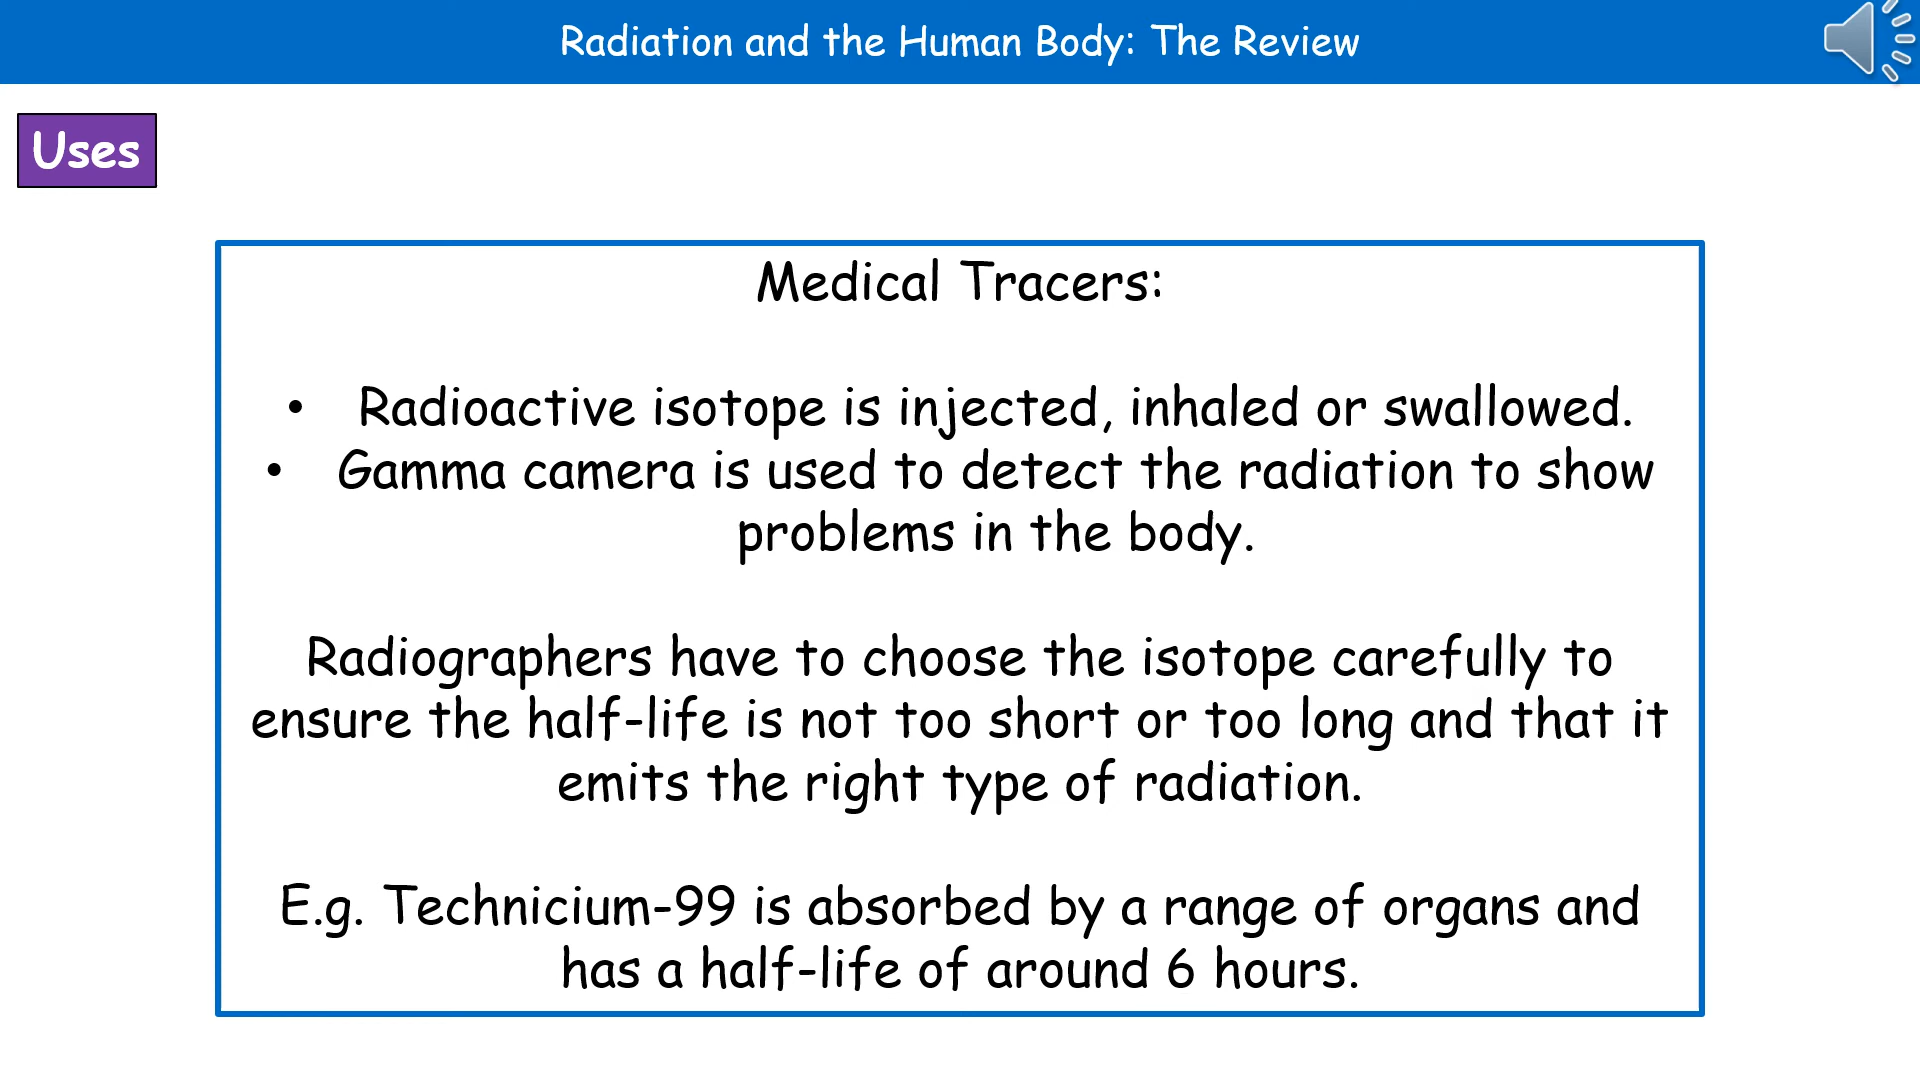 Radiation and the Human Body: The Review
Uses
Medical Tracers:
• Radioactive isotope is injected, inhaled or swallowed.
• Gamma camera is used to detect the radiation to show
problems in the body.
Radiographers have to choose the isotope carefully to
ensure the half-life is not too short or too long and that it
emits the right type of radiation.
E.g. Technicium-99 is absorbed by a range of organs and
has a half-life of around 6 hours.